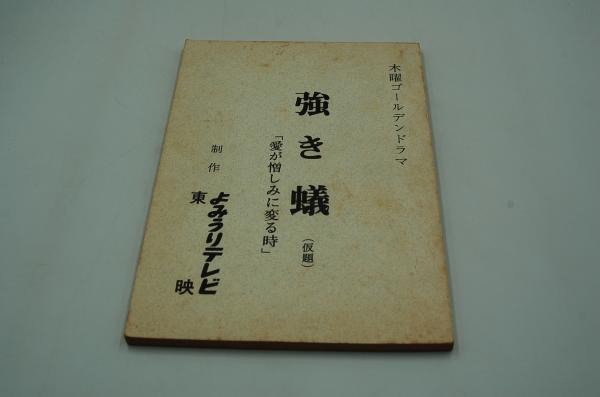 木曜ゴールデンドラマ
強き蟻
(仮題)
「愛が憎しみに変る時」
制作
よみうりテレビ
東映